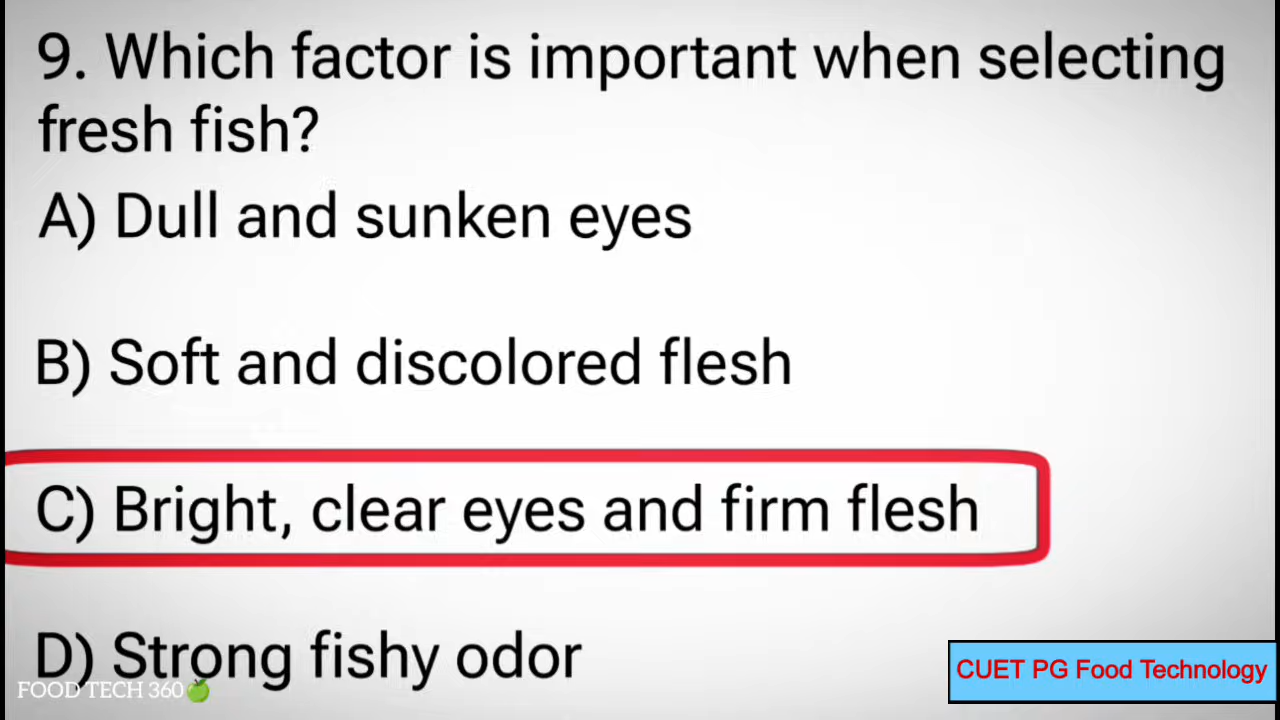 9. Which factor is important when selecting
fresh fish?
A) Dull and sunken eyes
B) Soft and discolored flesh
C) Bright, clear eyes and firm flesh
D) Strong fishy odor
FOOD TECH 360🍏
CUET PG Food Technology